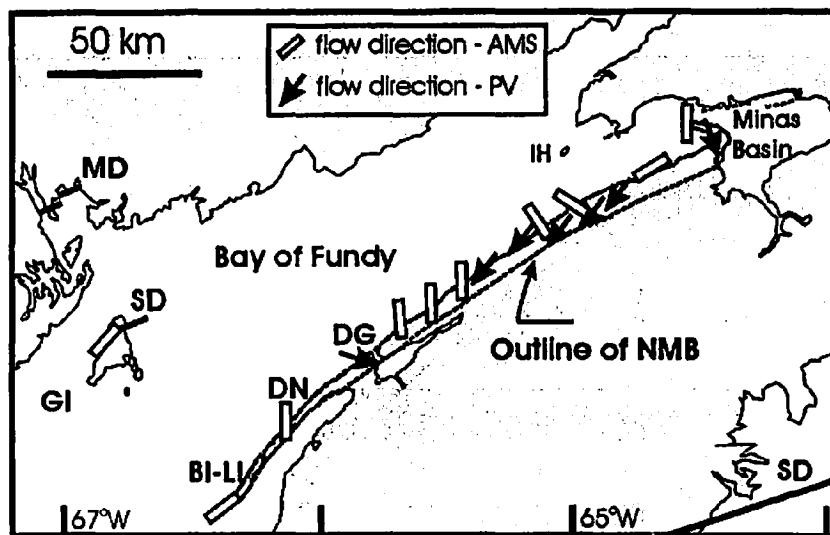 50 km
flow direction - AMS
flow direction - PV
Minas
Basin
IH
MD
Bay of Fundy
SD
DG
Outline of NMB
GI
DN
BI-LI
SD
67°W
65°W